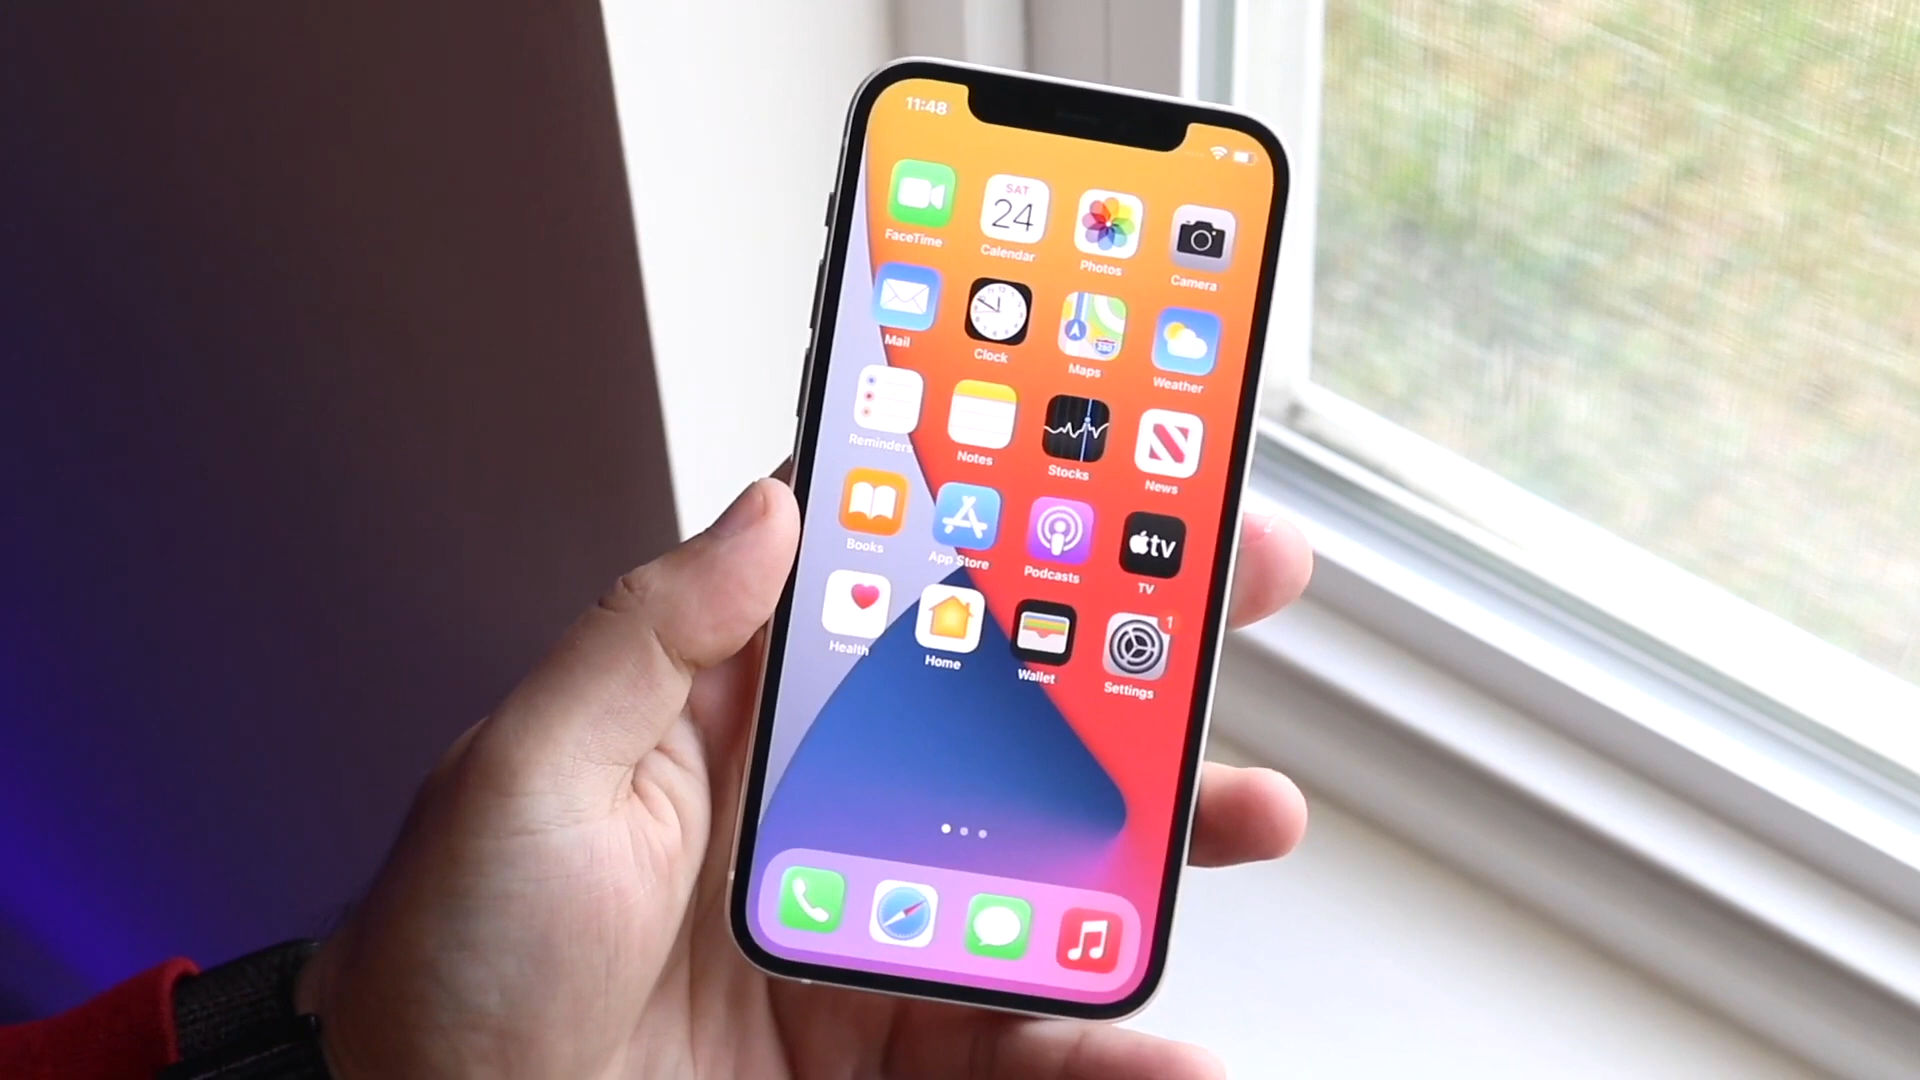 11:48
SAT
24
FaceTime
Calendar
Photos
Camera
Mail
Clock
Maps
Weather
Reminders
Notes
Stocks
News
Books
App Store
Podcasts
tv
TV
1
Health
Home
Wallet
Settings